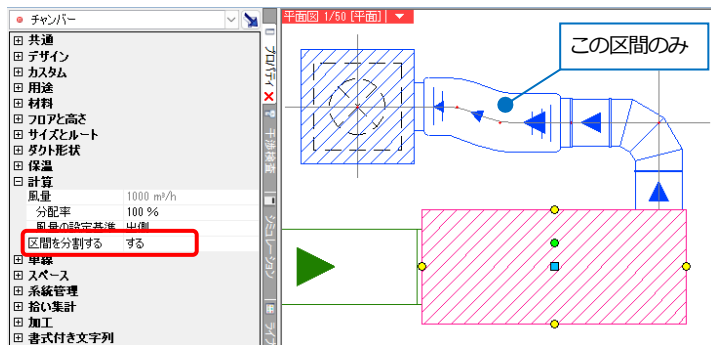 チャンバー
共通
デザイン
カスタム
用途
材料
フロアと高さ
サイズとルート
ダクト形状
保温
計算
風量 1000 m³/h
分配率 100 %
風量の設定基準 出側
区間を分割する する
単線
スペース
系統管理
拾い集計
加工
書式付き文字列
プロパティ
干渉検査
シミュレーション
ライブ
平面図 1/50 [平面]
この区間のみ